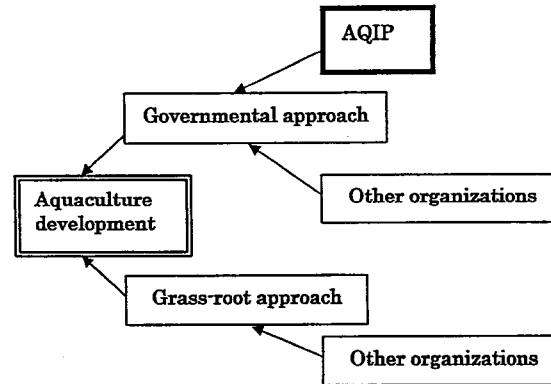 AQIP
Governmental approach
Aquaculture
development
Other organizations
Grass-root approach
Other organizations